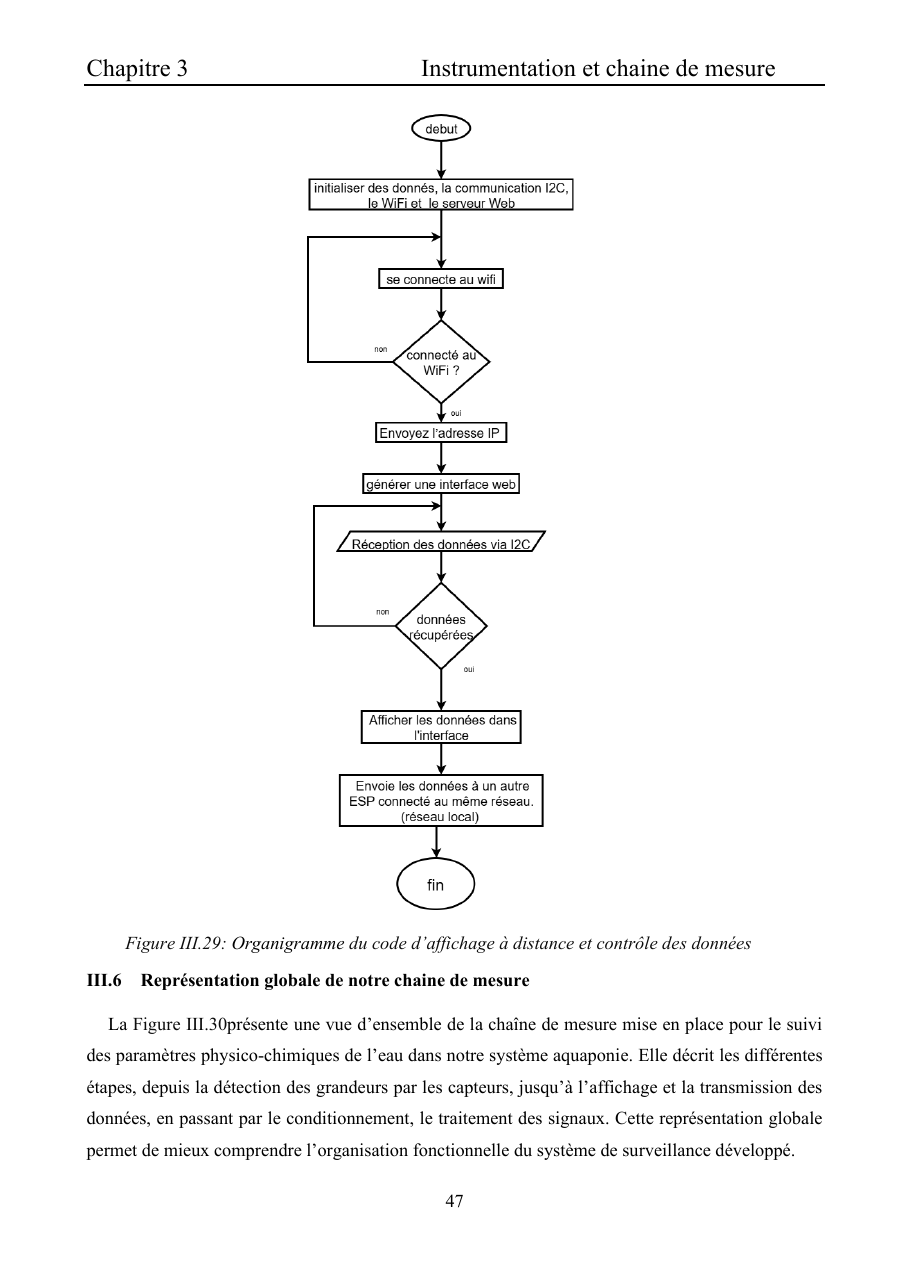 Chapitre 3 Instrumentation et chaine de mesure
debut
initialiser des donnés, la communication I2C,
le WiFi et le serveur Web
se connecte au wifi
non
connecté au
WiFi ?
oui
Envoyez l'adresse IP
générer une interface web
Réception des données via I2C
non
données
récupérées
oui
Afficher les données dans
l'interface
Envoie les données à un autre
ESP connecté au même réseau.
(réseau local)
fin
Figure III.29: Organigramme du code d’affichage à distance et contrôle des données
III.6 Représentation globale de notre chaine de mesure
La Figure III.30présente une vue d’ensemble de la chaîne de mesure mise en place pour le suivi
des paramètres physico-chimiques de l’eau dans notre système aquaponie. Elle décrit les différentes
étapes, depuis la détection des grandeurs par les capteurs, jusqu’à l’affichage et la transmission des
données, en passant par le conditionnement, le traitement des signaux. Cette représentation globale
permet de mieux comprendre l’organisation fonctionnelle du système de surveillance développé.
47